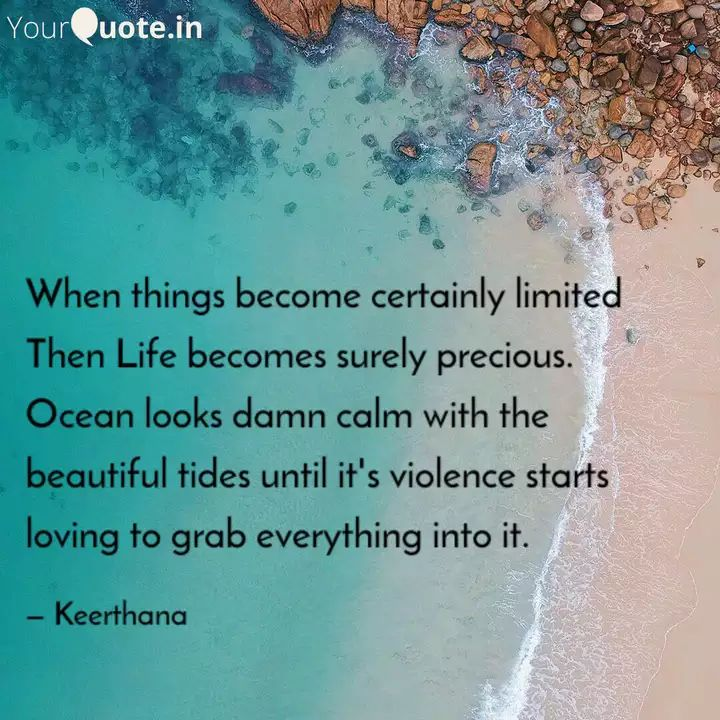 YourQuote.in
When things become certainly limited
Then Life becomes surely precious.
Ocean looks damn calm with the
beautiful tides until it's violence starts
loving to grab everything into it.
– Keerthana